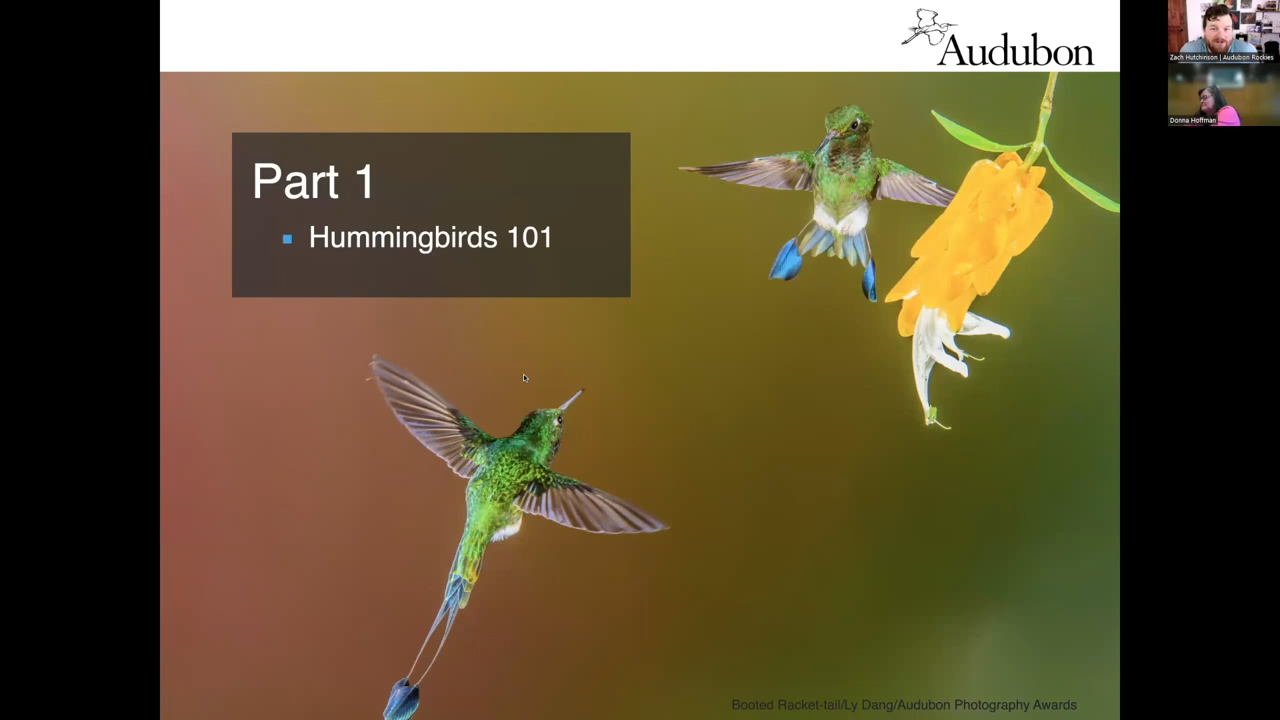 Audubon
Zach Hutchinson | Audubon Rockies
Donna Hoffman
Part 1
Hummingbirds 101
Booted Racket-tail/Ly Dang/Audubon Photography Awards